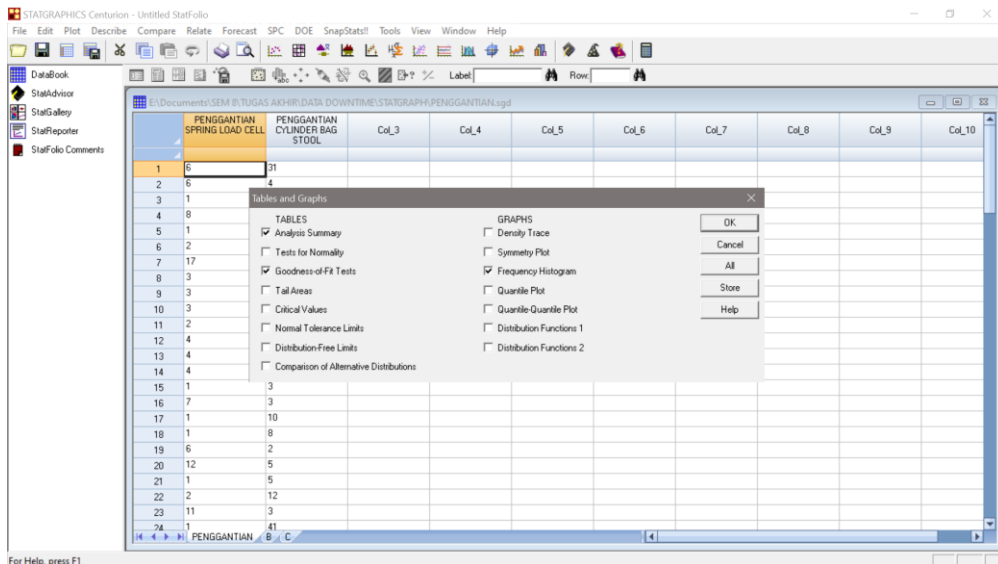 STATGRAPHICS Centurion - Untitled StatFolio
File Edit Plot Describe Compare Relate Forecast SPC DOE SnapStats!! Tools View Window Help
Label: Row:
DataBook
StatAdvisor
StatGallery
StatReporter
StatFolio Comments
E:\Documents\SEM 8\TUGAS AKHIR\DATA DOWNTIME\STATGRAPH\PENGGANTIAN.sgd
PENGGANTIAN SPRING LOAD CELL PENGGANTIAN CYLINDER BAG STOOL Col_3 Col_4 Col_5 Col_6 Col_7 Col_8 Col_9 Col_10
1 6 31
2 6 4
3 1
4 8
5 1
6 2
7 17
8 3
9 3
10 3
11 2
12 4
13 4
14 4
15 1 3
16 7 3
17 1 10
18 1 8
19 6 2
20 12 5
21 1 5
22 2 12
23 11 3
24 1 41
Tables and Graphs
TABLES
Analysis Summary
Tests for Normality
Goodness-of-Fit Tests
Tail Areas
Critical Values
Normal Tolerance Limits
Distribution-Free Limits
Comparison of Alternative Distributions
GRAPHS
Density Trace
Symmetry Plot
Frequency Histogram
Quantile Plot
Quantile-Quantile Plot
Distribution Functions 1
Distribution Functions 2
OK
Cancel
All
Store
Help
PENGGANTIAN B C
For Help, press F1